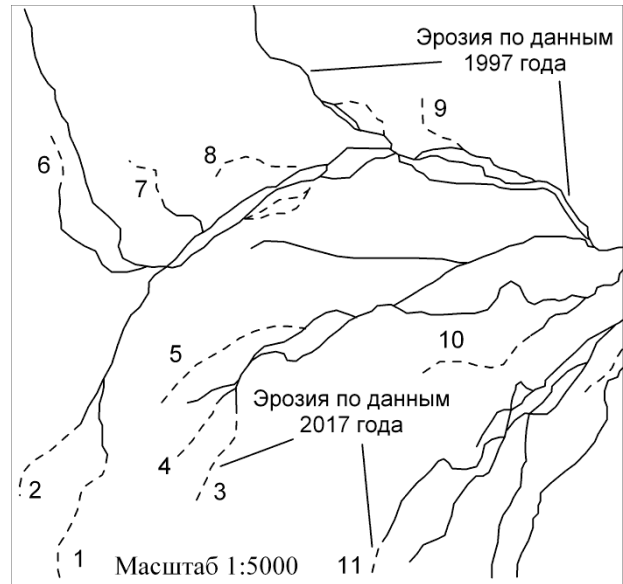 Эрозия по данным
1997 года
9
8
6
7
10
5
Эрозия по данным
2017 года
4
3
2
1
Масштаб 1:5000
11